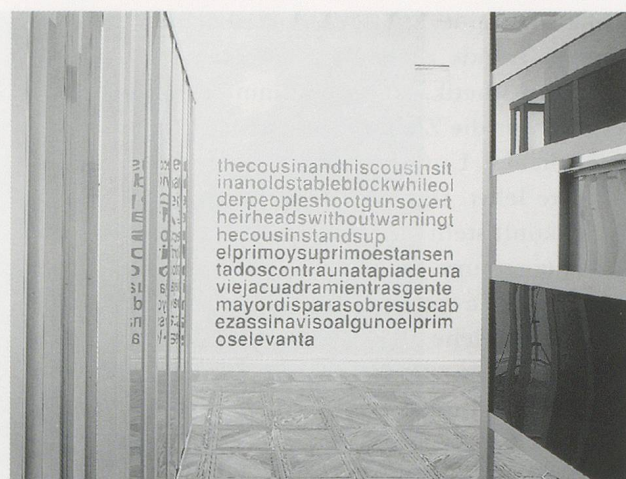 thecousinandhiscousinsit
inanoldstableblockwhileol
derpeopleshootgunsovert
heirheadswithoutwarningt
hecousinstandsup
elprimoysuprimoestansen
tadoscontraunatapiadeuna
viejacuadramientrasgente
mayordisparasobresuscab
ezassinavisoalgunoelprim
oselevanta